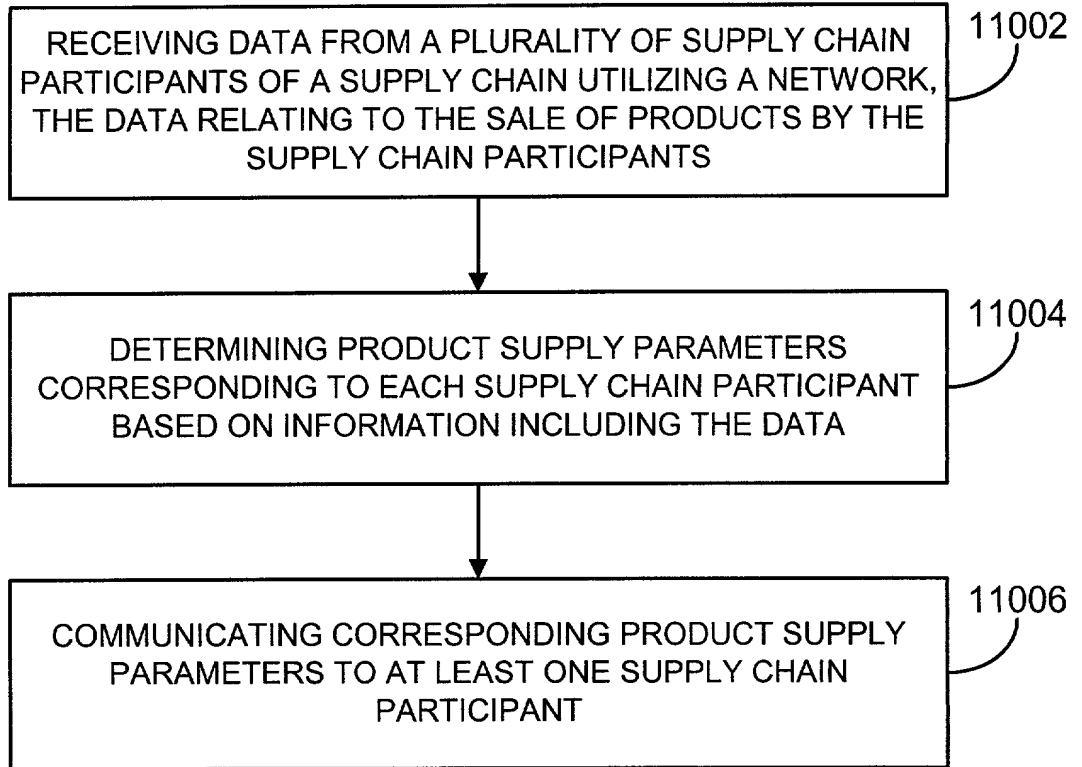 RECEIVING DATA FROM A PLURALITY OF SUPPLY CHAIN
PARTICIPANTS OF A SUPPLY CHAIN UTILIZING A NETWORK,
THE DATA RELATING TO THE SALE OF PRODUCTS BY THE
SUPPLY CHAIN PARTICIPANTS
11002
DETERMINING PRODUCT SUPPLY PARAMETERS
CORRESPONDING TO EACH SUPPLY CHAIN PARTICIPANT
BASED ON INFORMATION INCLUDING THE DATA
11004
COMMUNICATING CORRESPONDING PRODUCT SUPPLY
PARAMETERS TO AT LEAST ONE SUPPLY CHAIN
PARTICIPANT
11006